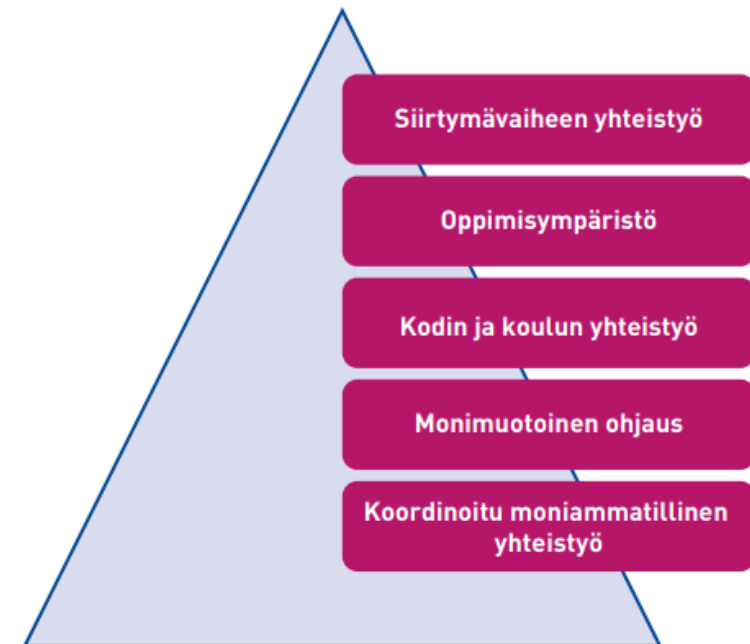 Siirtymävaiheen yhteistyö
Oppimisympäristö
Kodin ja koulun yhteistyö
Monimuotoinen ohjaus
Koordinoitu moniammatillinen
yhteistyö